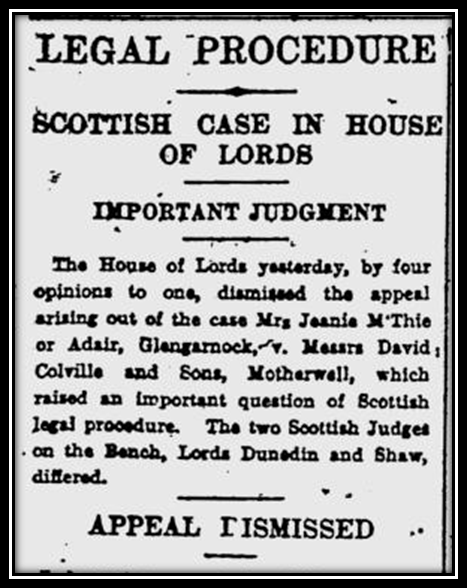 LEGAL PROCEDURE
SCOTTISH CASE IN HOUSE
OF LORDS
IMPORTANT JUDGMENT
The House of Lords yesterday, by four
opinions to one, dismissed the appeal
arising out of the case Mrs Jeanie M'Thie
or Adair, Glengarnock, v. Messrs David
Colville and Sons, Motherwell, which
raised an important question of Scottish
legal procedure. The two Scottish Judges
on the Bench, Lords Dunedin and Shaw,
differed.
APPEAL DISMISSED